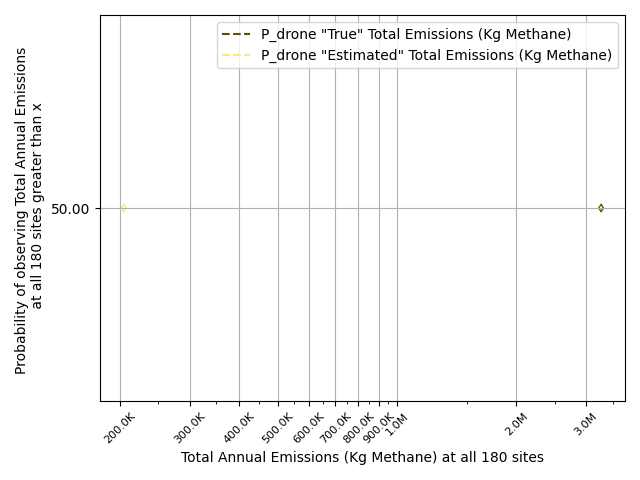 P_drone "True" Total Emissions (Kg Methane)
P_drone "Estimated" Total Emissions (Kg Methane)
Probability of observing Total Annual Emissions
at all 180 sites greater than x
50.00
200.0K
300.0K
400.0K
500.0K
600.0K
700.0K
800.0K
900.0K
1.0M
2.0M
3.0M
Total Annual Emissions (Kg Methane) at all 180 sites